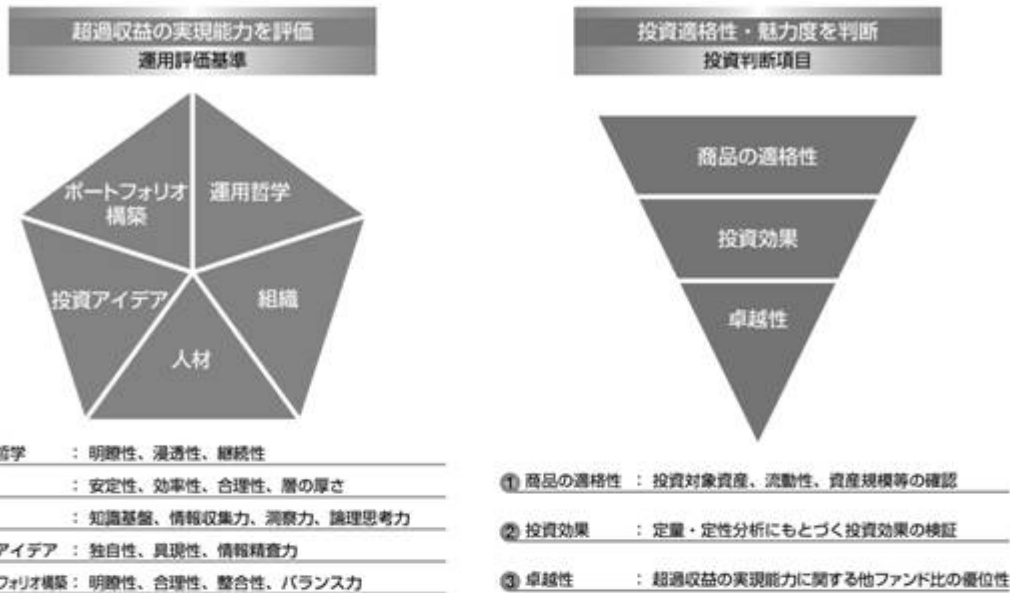 超過収益の実現能力を評価
運用評価基準
ポートフォリオ
構築
運用哲学
投資アイデア
組織
人材
哲学 : 明瞭性、浸透性、継続性
: 安定性、効率性、合理性、層の厚さ
: 知識基盤、情報収集力、洞察力、論理思考力
アイデア : 独自性、具現性、情報精査力
フォリオ構築 : 明瞭性、合理性、整合性、バランス力
投資適格性・魅力度を判断
投資判断項目
商品の適格性
投資効果
卓越性
① 商品の適格性 : 投資対象資産、流動性、資産規模等の確認
② 投資効果 : 定量・定性分析にもとづく投資効果の検証
③ 卓越性 : 超過収益の実現能力に関する他ファンド比の優位性